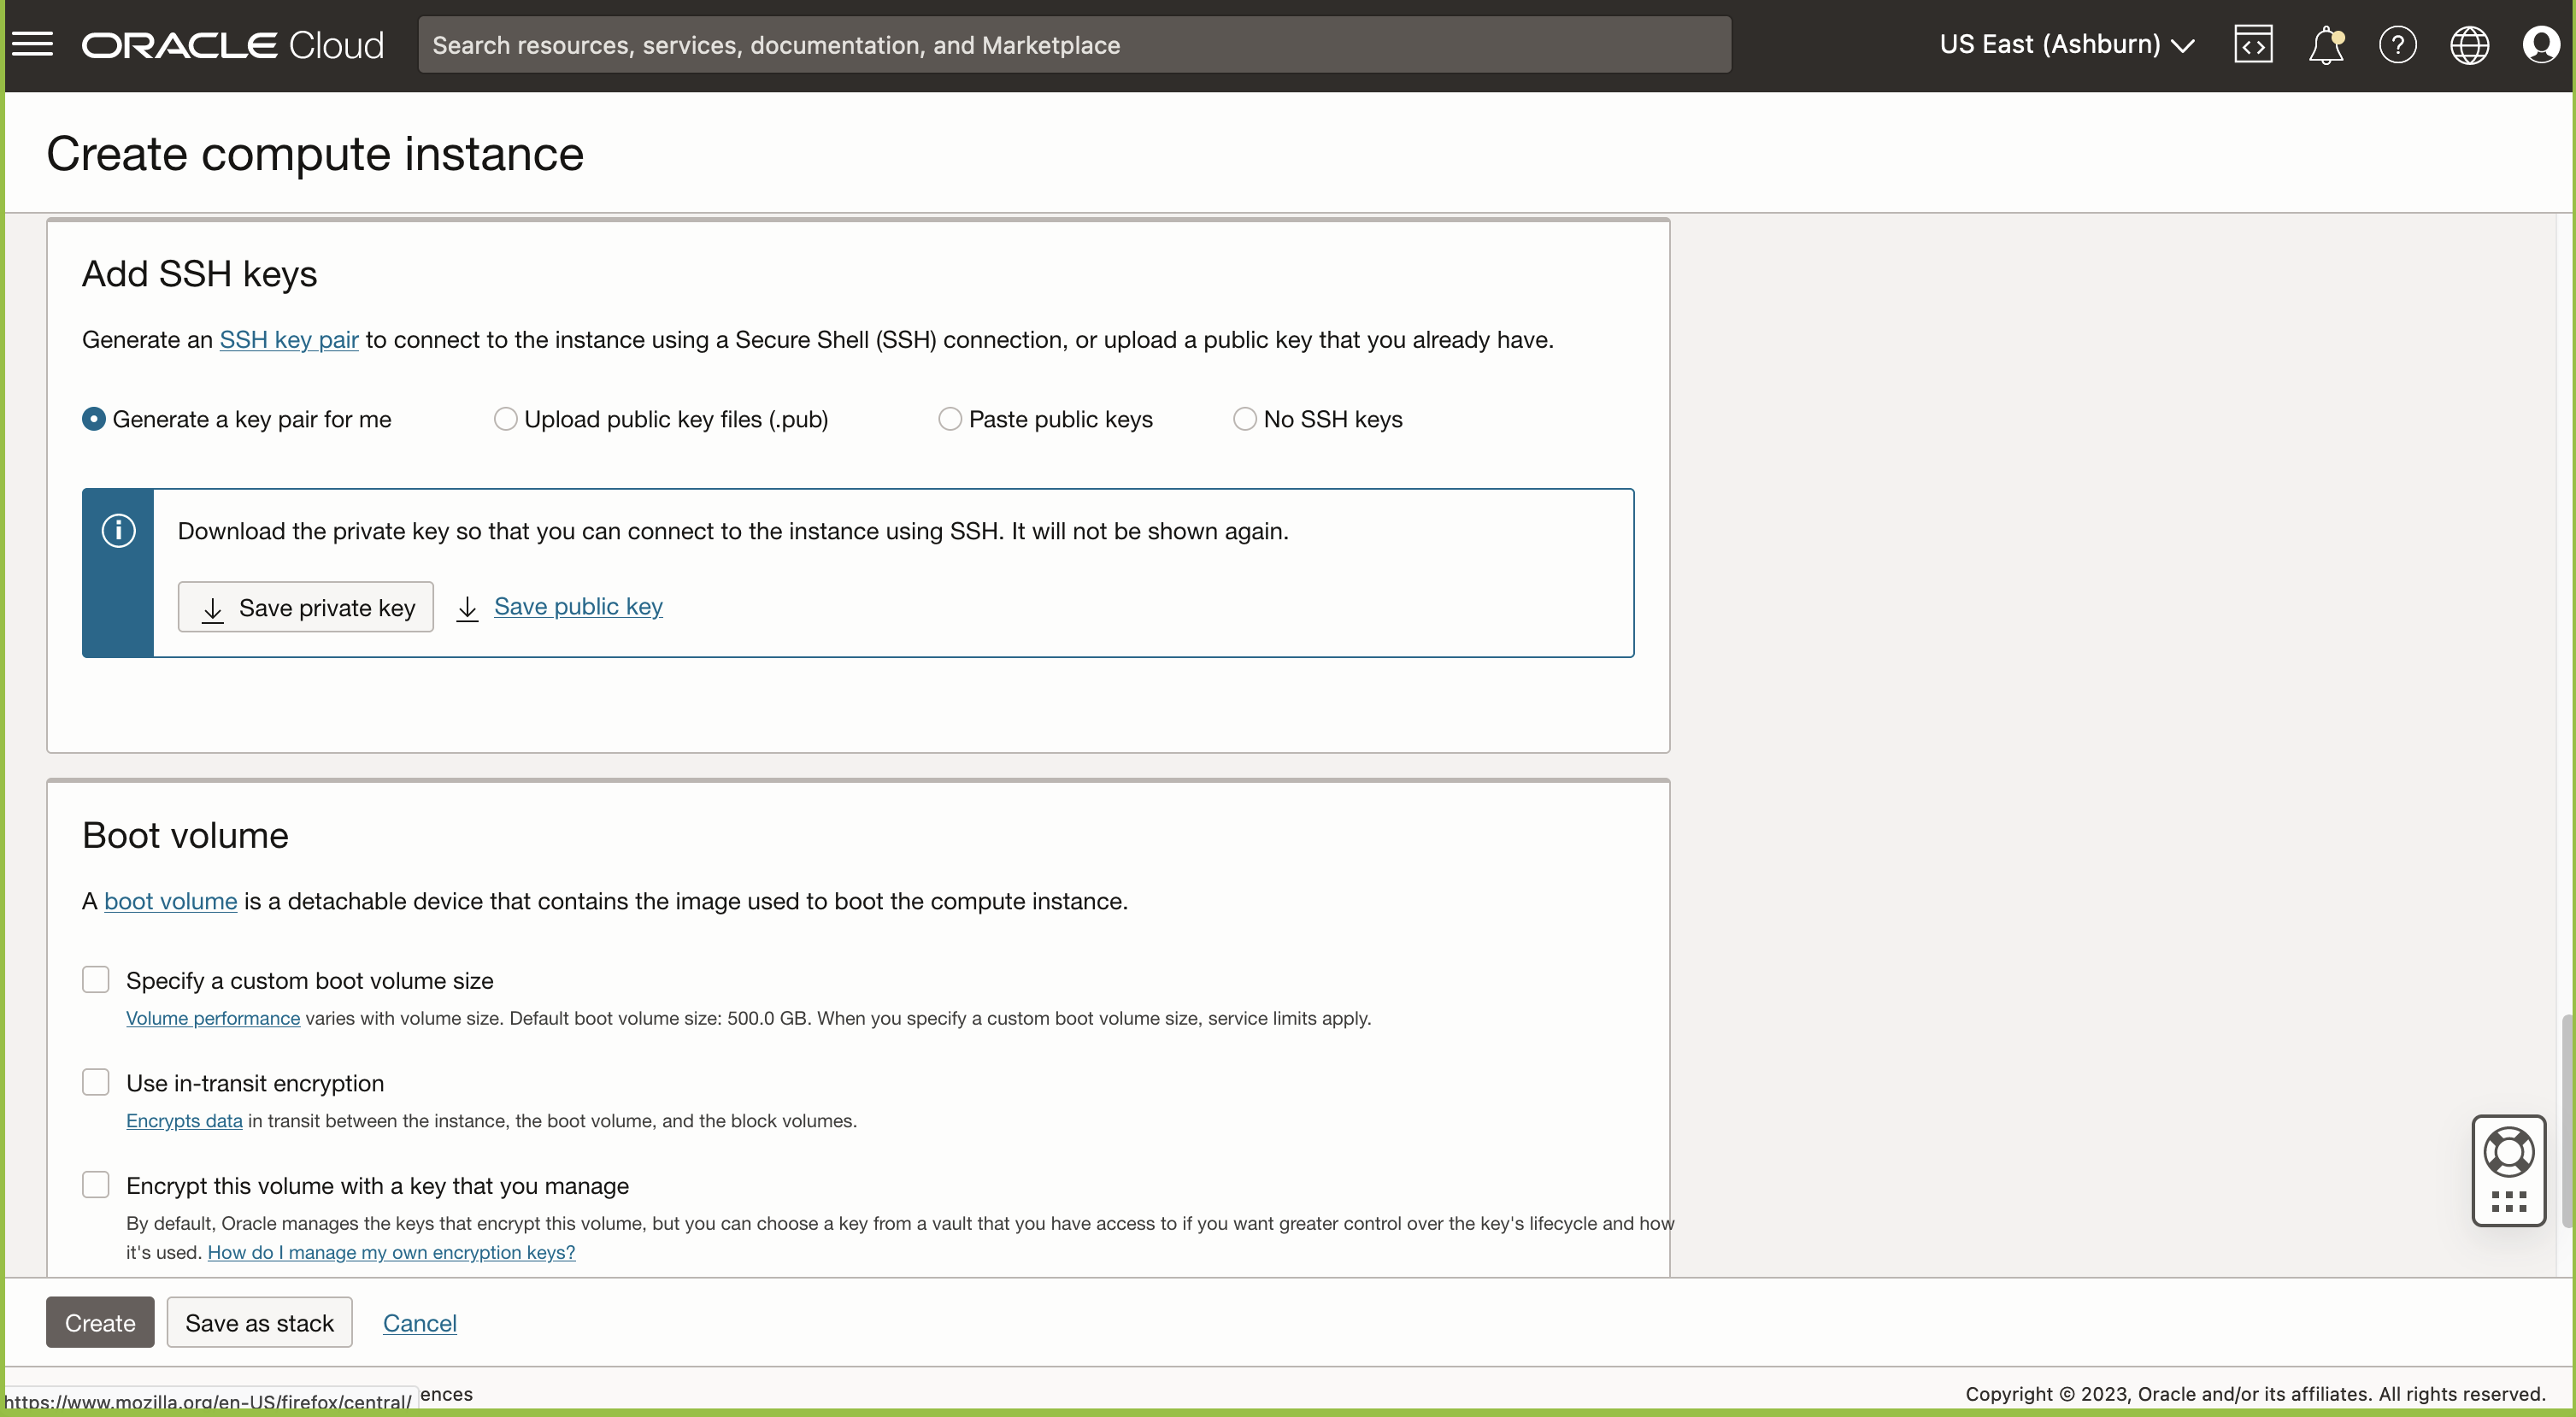 ORACLE Cloud
Search resources, services, documentation, and Marketplace
US East (Ashburn)
Create compute instance
Add SSH keys
Generate an SSH key pair to connect to the instance using a Secure Shell (SSH) connection, or upload a public key that you already have.
Generate a key pair for me
Upload public key files (.pub)
Paste public keys
No SSH keys
Download the private key so that you can connect to the instance using SSH. It will not be shown again.
Save private key
Save public key
Boot volume
A boot volume is a detachable device that contains the image used to boot the compute instance.
Specify a custom boot volume size
Volume performance varies with volume size. Default boot volume size: 500.0 GB. When you specify a custom boot volume size, service limits apply.
Use in-transit encryption
Encrypts data in transit between the instance, the boot volume, and the block volumes.
Encrypt this volume with a key that you manage
By default, Oracle manages the keys that encrypt this volume, but you can choose a key from a vault that you have access to if you want greater control over the key's lifecycle and how
it's used. How do I manage my own encryption keys?
Create
Save as stack
Cancel
https://www.mozilla.org/en-US/firefox/central/
ences
Copyright © 2023, Oracle and/or its affiliates. All rights reserved.